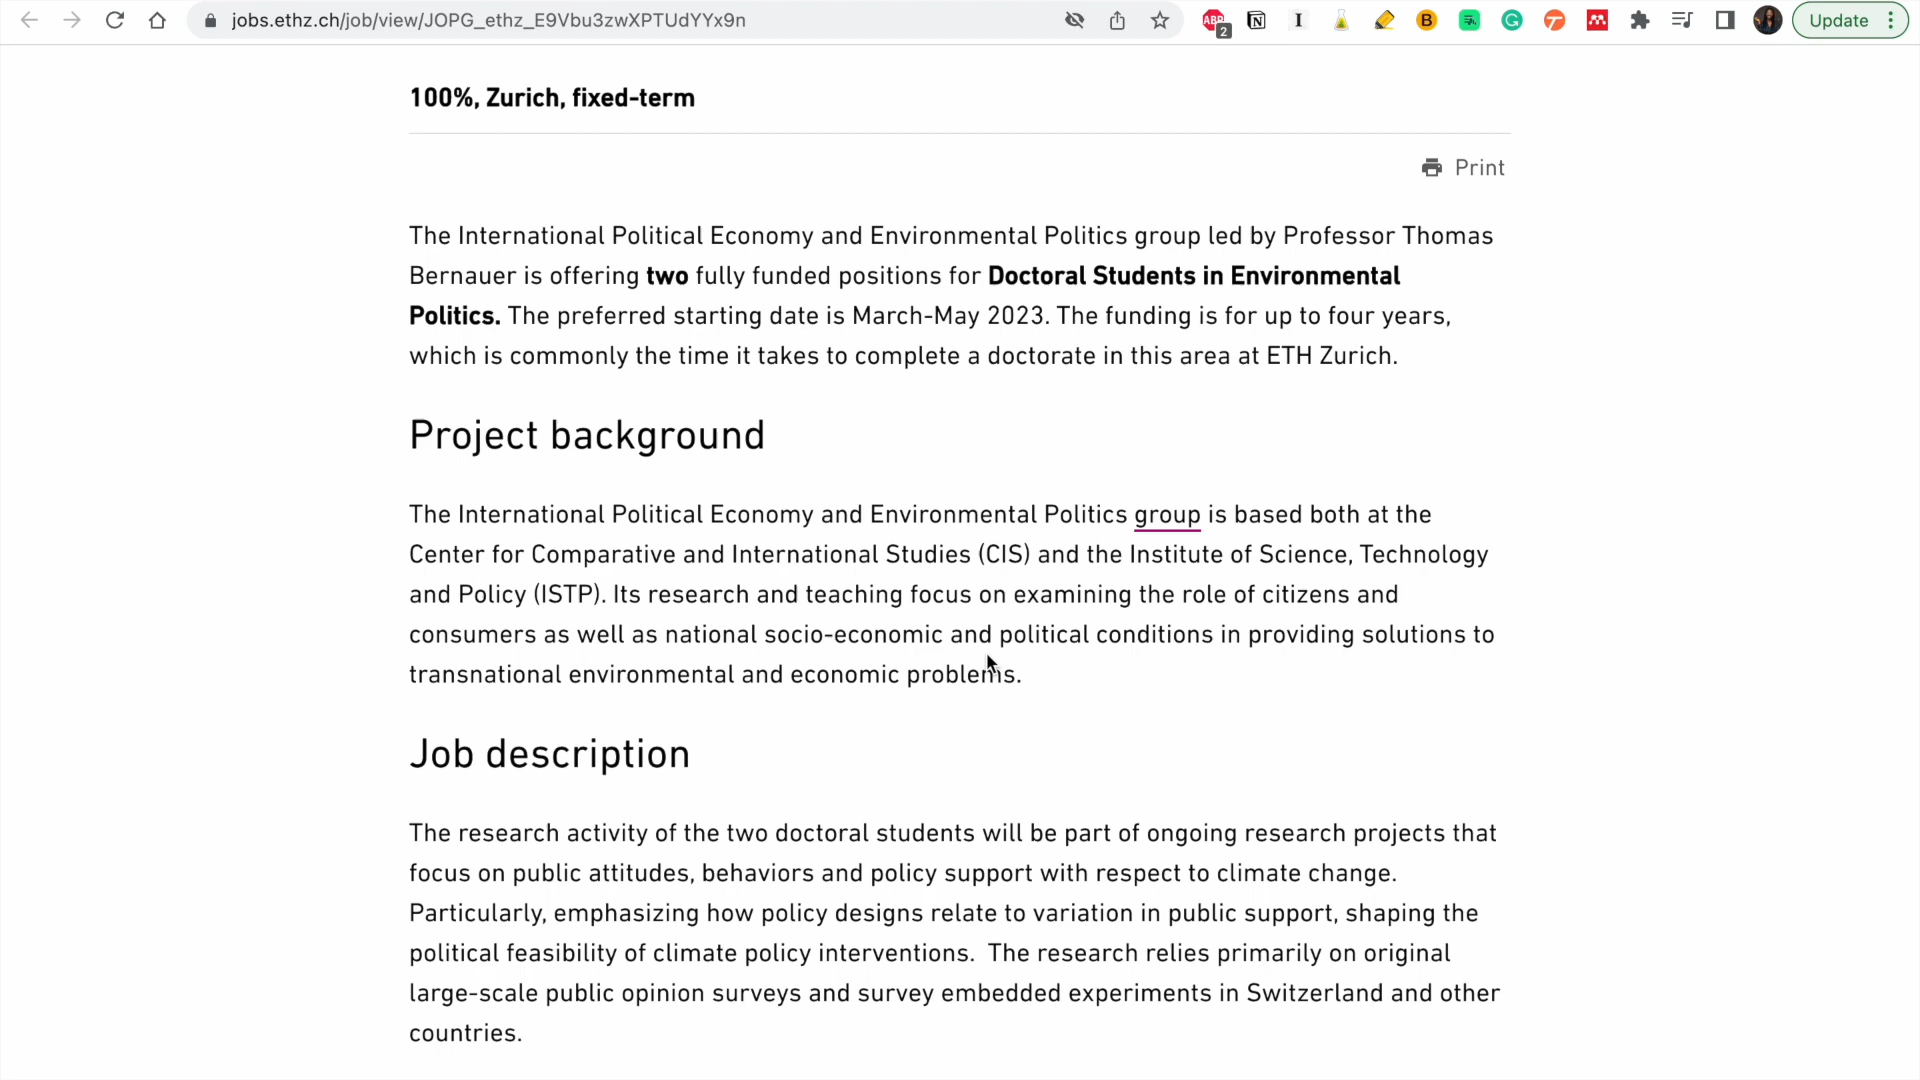 jobs.ethz.ch/job/view/JOPG_ethz_E9Vbu3zwXPTUdYYx9n
ABP
2
N
I
B
G
T
Update
100%, Zurich, fixed-term
Print
The International Political Economy and Environmental Politics group led by Professor Thomas
Bernauer is offering two fully funded positions for Doctoral Students in Environmental
Politics. The preferred starting date is March-May 2023. The funding is for up to four years,
which is commonly the time it takes to complete a doctorate in this area at ETH Zurich.
Project background
The International Political Economy and Environmental Politics group is based both at the
Center for Comparative and International Studies (CIS) and the Institute of Science, Technology
and Policy (ISTP). Its research and teaching focus on examining the role of citizens and
consumers as well as national socio-economic and political conditions in providing solutions to
transnational environmental and economic problems.
Job description
The research activity of the two doctoral students will be part of ongoing research projects that
focus on public attitudes, behaviors and policy support with respect to climate change.
Particularly, emphasizing how policy designs relate to variation in public support, shaping the
political feasibility of climate policy interventions.  The research relies primarily on original
large-scale public opinion surveys and survey embedded experiments in Switzerland and other
countries.